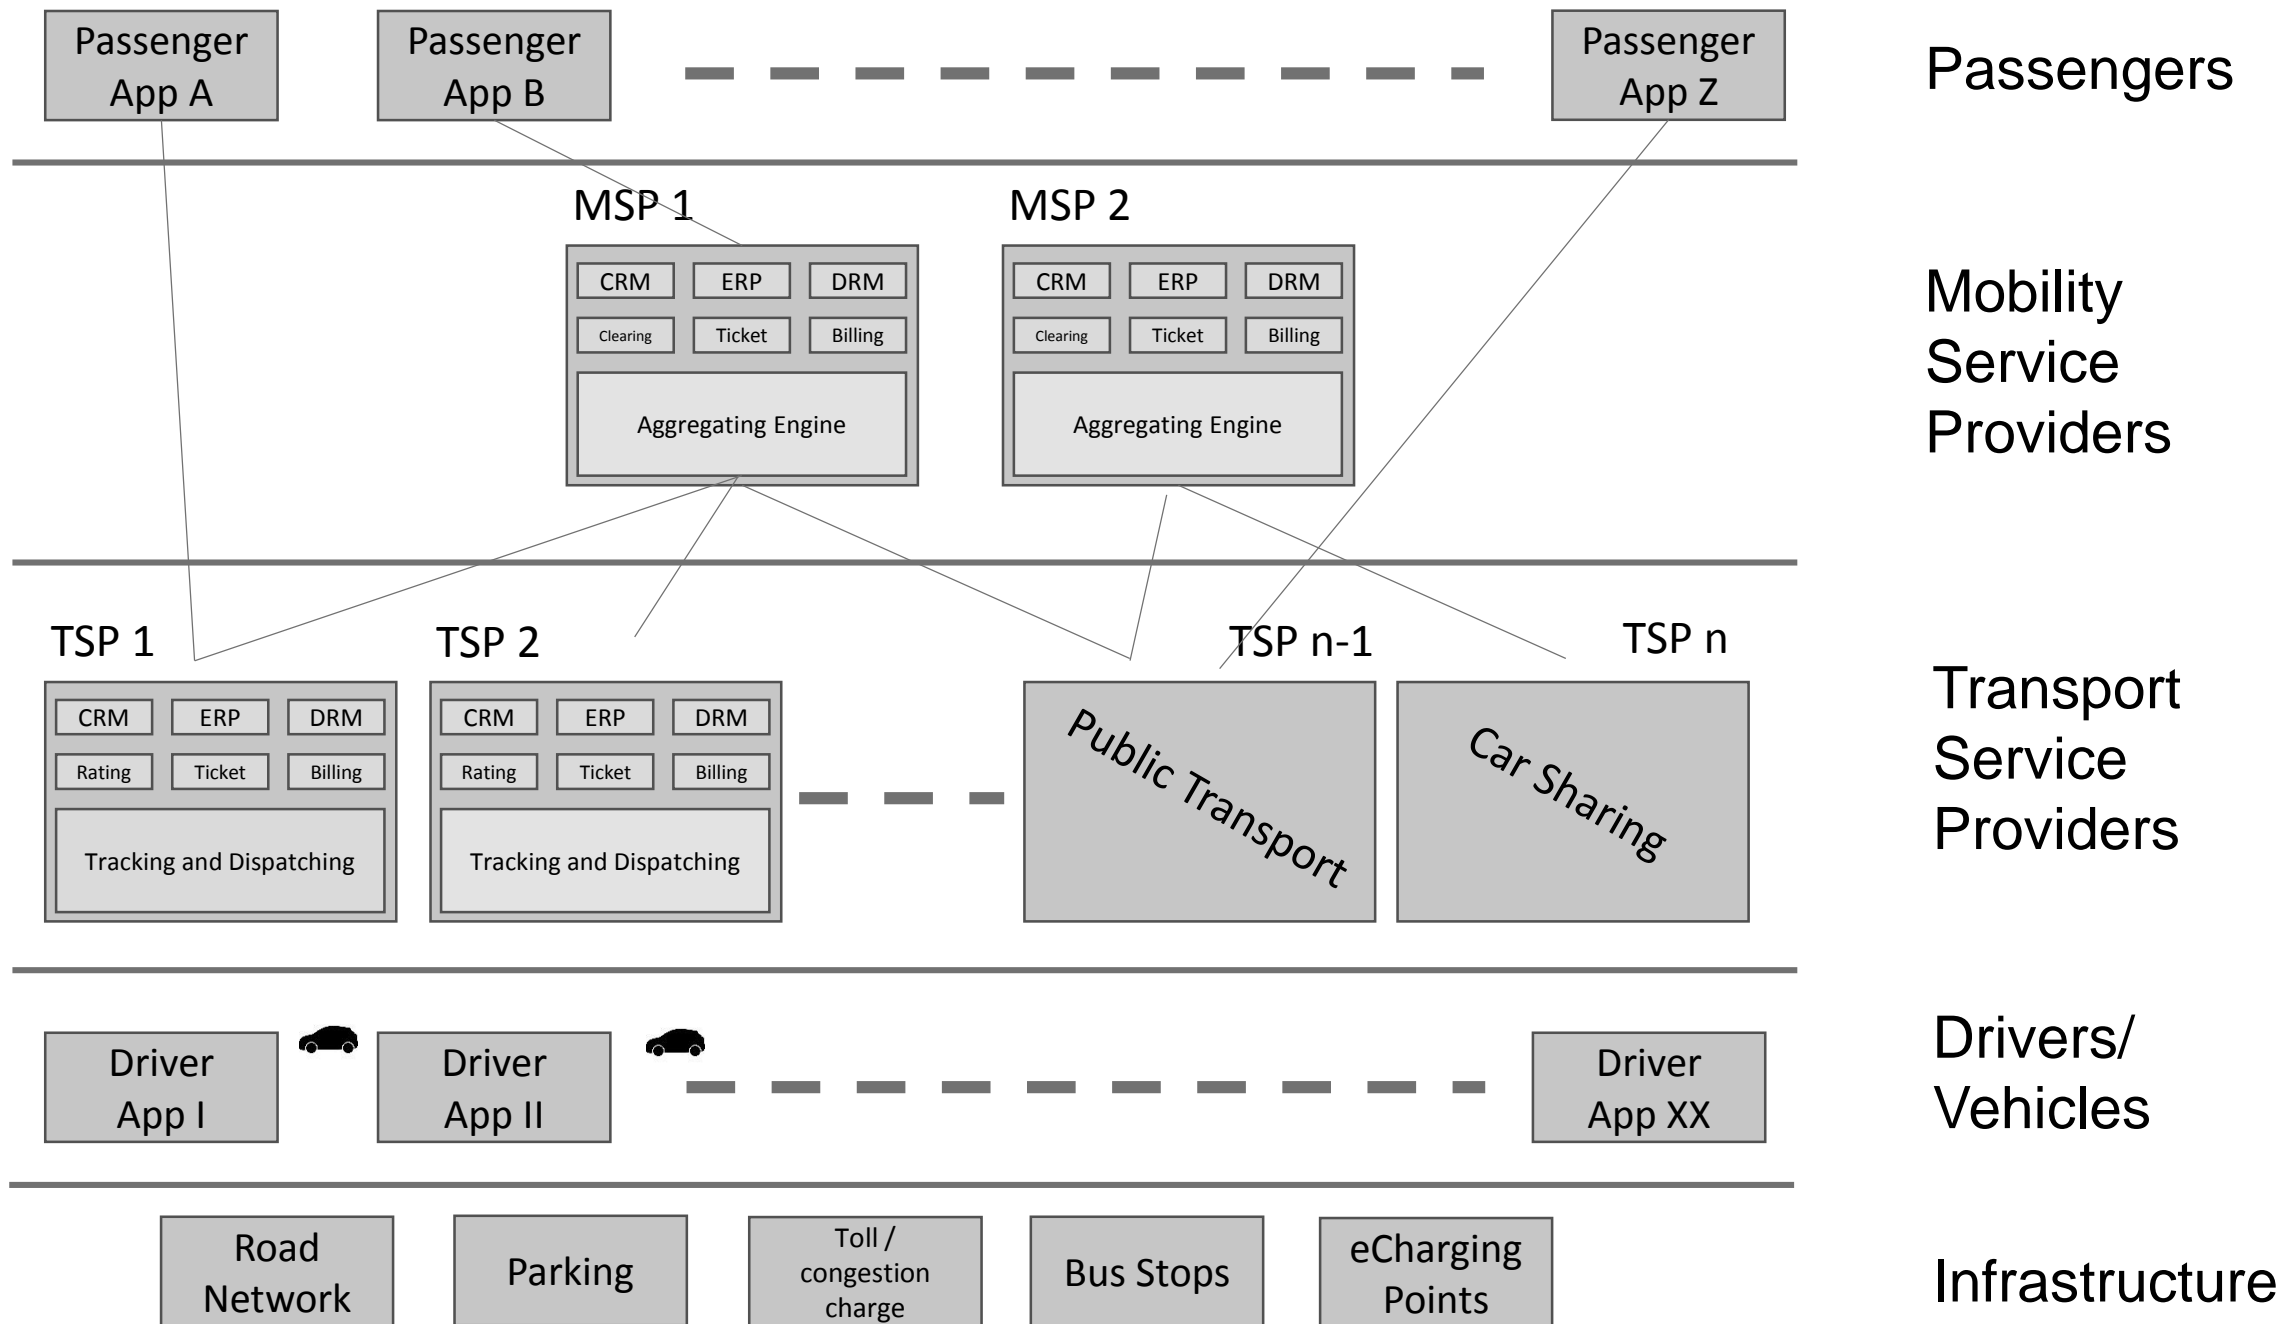 Passenger
App A
Passenger
App B
Passenger
App Z
Passengers
MSP 1
MSP 2
CRM
ERP
DRM
Clearing
Ticket
Billing
Aggregating Engine
CRM
ERP
DRM
Clearing
Ticket
Billing
Aggregating Engine
Mobility
Service
Providers
TSP 1
TSP 2
TSP n-1
TSP n
CRM
ERP
DRM
Rating
Ticket
Billing
Tracking and Dispatching
CRM
ERP
DRM
Rating
Ticket
Billing
Tracking and Dispatching
Public Transport
Car Sharing
Transport
Service
Providers
Driver
App I
Driver
App II
Driver
App XX
Drivers/
Vehicles
Road
Network
Parking
Toll /
congestion
charge
Bus Stops
eCharging
Points
Infrastructure